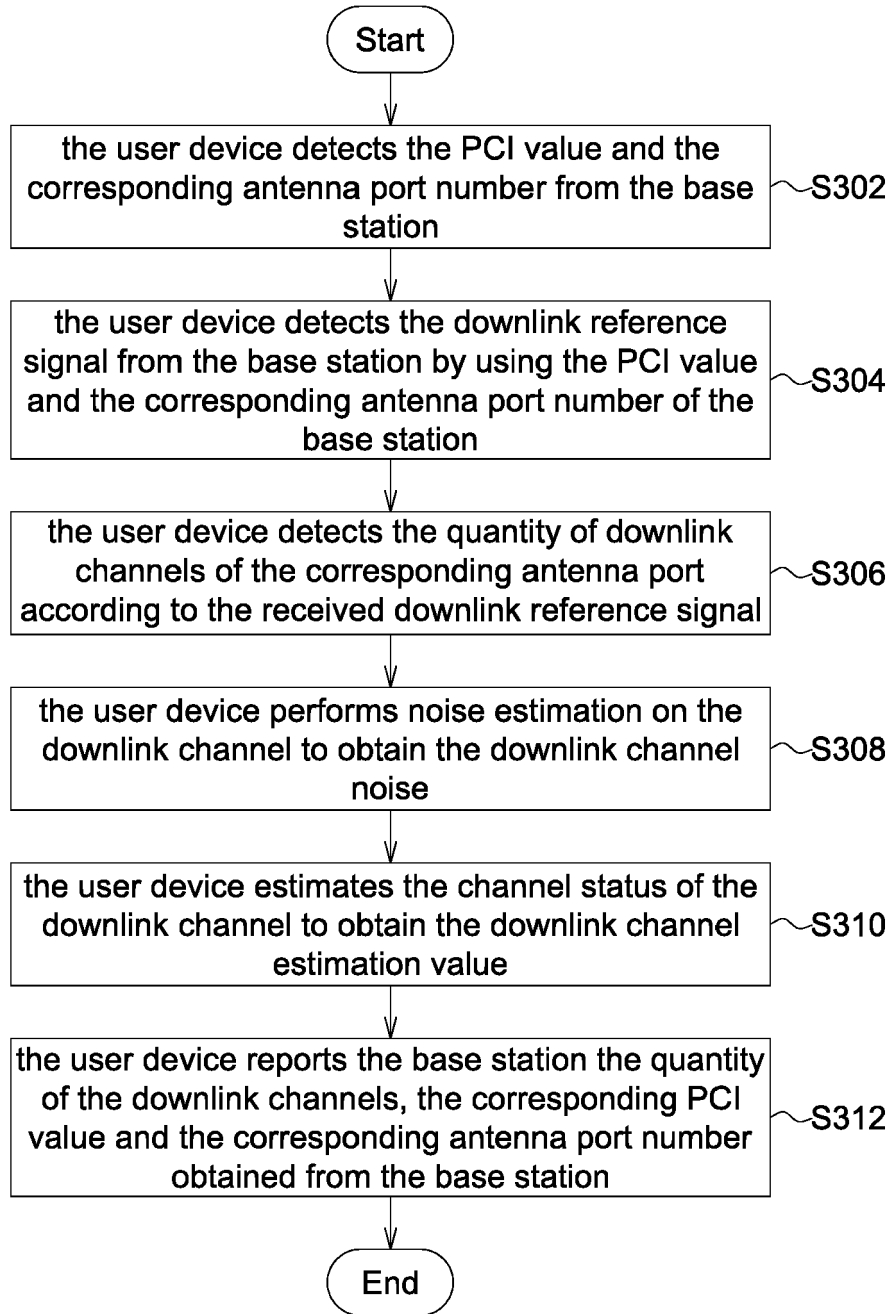 Start
the user device detects the PCI value and the
corresponding antenna port number from the base
station
S302
the user device detects the downlink reference
signal from the base station by using the PCI value
and the corresponding antenna port number of the
base station
S304
the user device detects the quantity of downlink
channels of the corresponding antenna port
according to the received downlink reference signal
S306
the user device performs noise estimation on the
downlink channel to obtain the downlink channel
noise
S308
the user device estimates the channel status of the
downlink channel to obtain the downlink channel
estimation value
S310
the user device reports the base station the quantity
of the downlink channels, the corresponding PCI
value and the corresponding antenna port number
obtained from the base station
S312
End